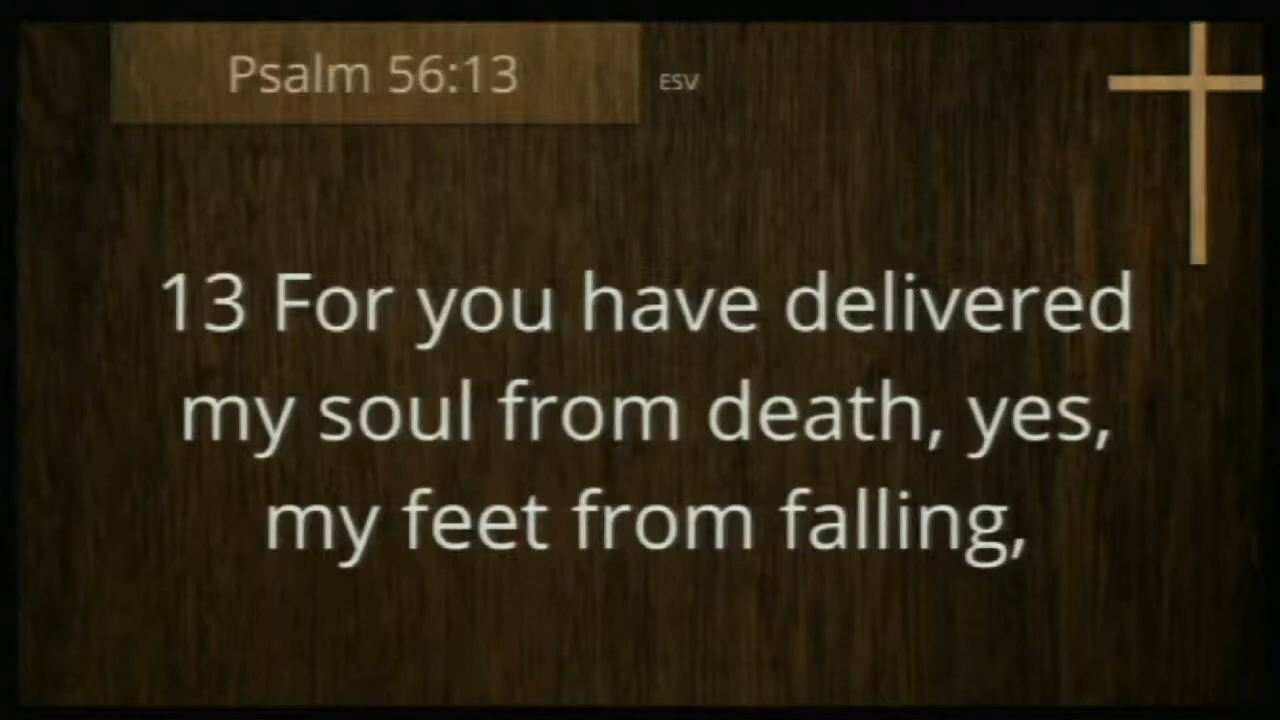 Psalm 56:13
ESV
13 For you have delivered
my soul from death, yes,
my feet from falling,